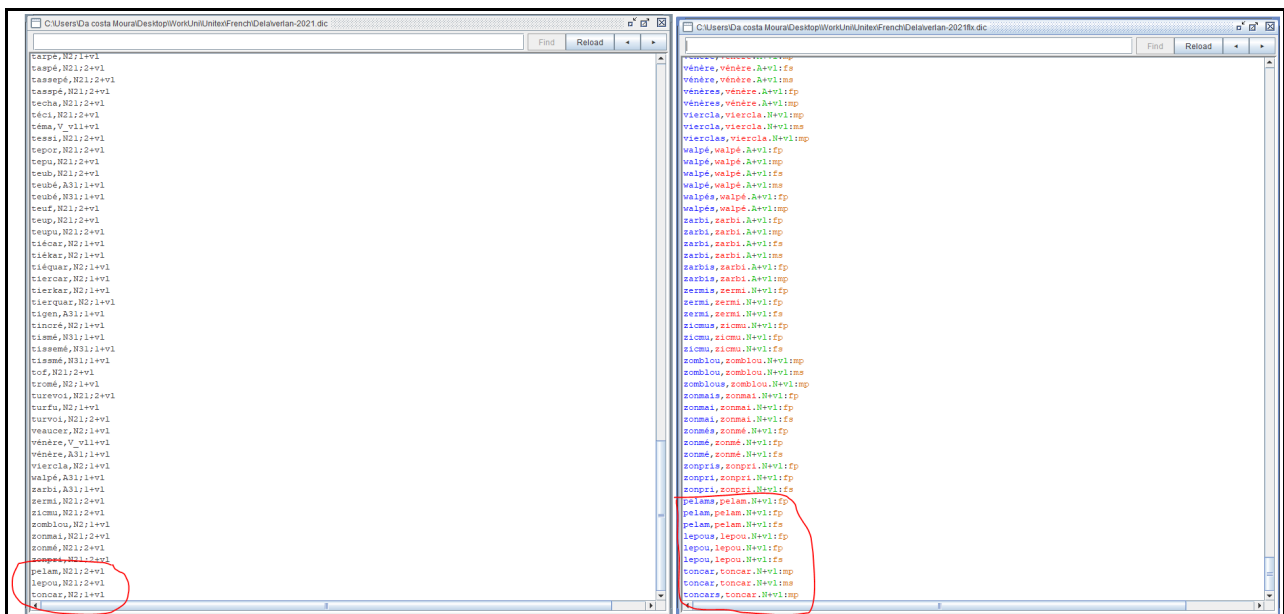 C:\Users\Da costa Moura\Desktop\WorkUni\Unitex\French\Dela\verlan-2021.dic
Find Reload
tarpé,N2;1+vl
taspé,N21;2+vl
tassepé,N21;2+vl
tasspé,N21;2+vl
techa,N21;2+vl
téci,N21;2+vl
téma,V_vl1+vl
tessi,N21;2+vl
tepor,N21;2+vl
tepu,N21;2+vl
teub,N21;2+vl
teubé,A31;1+vl
teubé,N31;1+vl
teuf,N21;2+vl
teup,N21;2+vl
teupu,N21;2+vl
tiécar,N2;1+vl
tiékar,N2;1+vl
tiéquar,N2;1+vl
tiercar,N2;1+vl
tierkar,N2;1+vl
tierquar,N2;1+vl
tigen,A31;1+vl
tincré,N2;1+vl
tismé,N31;1+vl
tissemé,N31;1+vl
tissmé,N31;1+vl
tof,N21;2+vl
tromé,N2;1+vl
turevoi,N21;2+vl
turfu,N2;1+vl
turvoi,N21;2+vl
veaucer,N2;1+vl
vénère,V_vl1+vl
vénère,A31;1+vl
viercla,N2;1+vl
walpé,A31;1+vl
zarbi,A31;1+vl
zermi,N21;2+vl
zicmu,N21;2+vl
zomblou,N2;1+vl
zonmai,N21;2+vl
zonmé,N21;2+vl
zonpri,N21;2+vl
pelam,N21;2+vl
lepou,N21;2+vl
toncar,N2;1+vl
C:\Users\Da costa Moura\Desktop\WorkUni\Unitex\French\Dela\verlan-2021flx.dic
Find Reload
vénère,vénère.A+vl:fs
vénère,vénère.A+vl:ms
vénères,vénère.A+vl:fp
vénères,vénère.A+vl:mp
viercla,viercla.N+vl:mp
viercla,viercla.N+vl:ms
vierclas,viercla.N+vl:mp
walpé,walpé.A+vl:fp
walpé,walpé.A+vl:mp
walpé,walpé.A+vl:fs
walpé,walpé.A+vl:ms
walpés,walpé.A+vl:fp
walpés,walpé.A+vl:mp
zarbi,zarbi.A+vl:fp
zarbi,zarbi.A+vl:mp
zarbi,zarbi.A+vl:fs
zarbi,zarbi.A+vl:ms
zarbis,zarbi.A+vl:fp
zarbis,zarbi.A+vl:mp
zermis,zermi.N+vl:fp
zermi,zermi.N+vl:fp
zermi,zermi.N+vl:fs
zicmus,zicmu.N+vl:fp
zicmu,zicmu.N+vl:fp
zicmu,zicmu.N+vl:fs
zomblou,zomblou.N+vl:mp
zomblou,zomblou.N+vl:ms
zomblous,zomblou.N+vl:mp
zonmais,zonmai.N+vl:fp
zonmai,zonmai.N+vl:fp
zonmai,zonmai.N+vl:fs
zonmés,zonmé.N+vl:fp
zonmé,zonmé.N+vl:fp
zonmé,zonmé.N+vl:fs
zonpris,zonpri.N+vl:fp
zonpri,zonpri.N+vl:fp
zonpri,zonpri.N+vl:fs
pelams,pelam.N+vl:fp
pelam,pelam.N+vl:fp
pelam,pelam.N+vl:fs
lepous,lepou.N+vl:fp
lepou,lepou.N+vl:fp
lepou,lepou.N+vl:fs
toncar,toncar.N+vl:mp
toncar,toncar.N+vl:ms
toncars,toncar.N+vl:mp